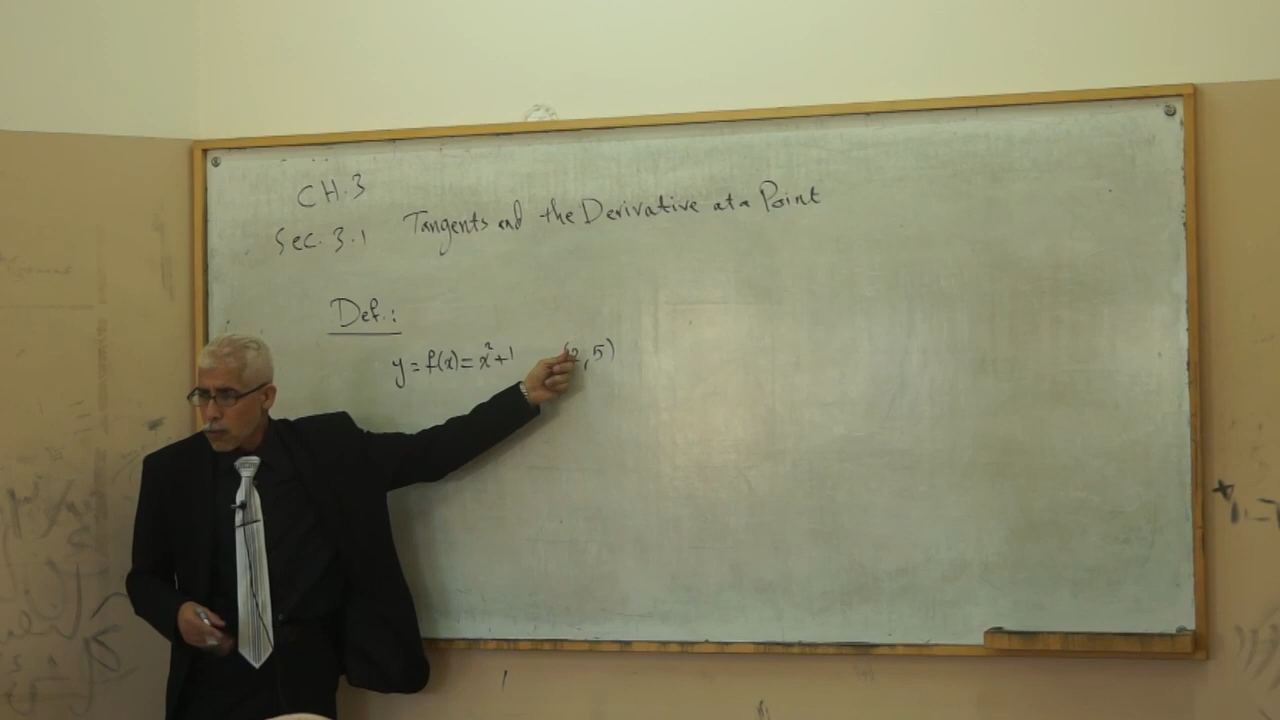 CH.3
Sec. 3.1 Tangents and the Derivative at a Point
Def.:
y = f(x) = x²+1 (2,5)